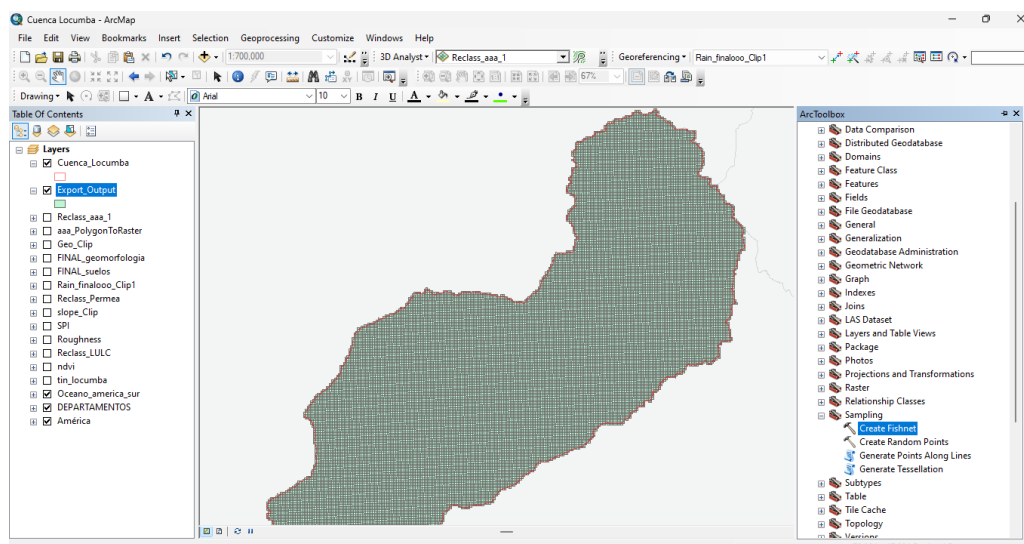 Cuenca Locumba - ArcMap
File Edit View Bookmarks Insert Selection Geoprocessing Customize Windows Help
1:700.000 3D Analyst Reclass_aaa_1 Georeferencing Rain_finalooo_Clip1
67%
Drawing A Arial 10 B I U A
Table Of Contents
Layers
Cuenca_Locumba
Export_Output
Reclass_aaa_1
aaa_PolygonToRaster
Geo_Clip
FINAL_geomorfologia
FINAL_suelos
Rain_finalooo_Clip1
Reclass_Permea
slope_Clip
SPI
Roughness
Reclass_LULC
ndvi
tin_locumba
Oceano_america_sur
DEPARTAMENTOS
América
ArcToolbox
Data Comparison
Distributed Geodatabase
Domains
Feature Class
Features
Fields
File Geodatabase
General
Generalization
Geodatabase Administration
Geometric Network
Graph
Indexes
Joins
LAS Dataset
Layers and Table Views
Package
Photos
Projections and Transformations
Raster
Relationship Classes
Sampling
Create Fishnet
Create Random Points
Generate Points Along Lines
Generate Tessellation
Subtypes
Table
Tile Cache
Topology
Versions